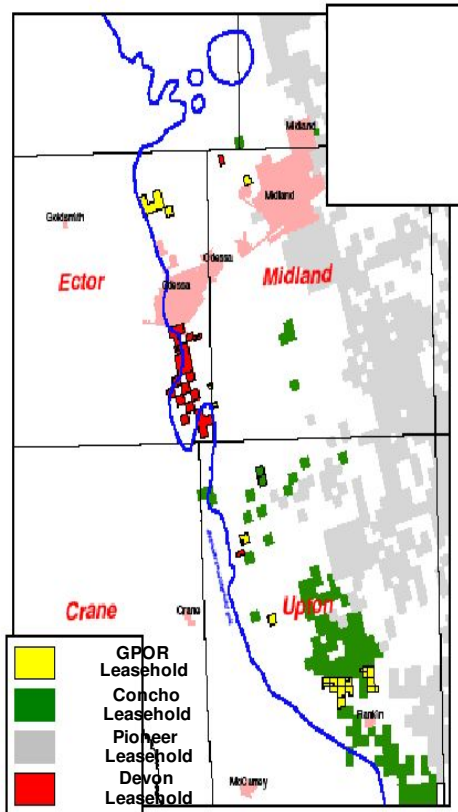 Midland
Midland
Goldsmith
Odessa
Ector
Midland
Odessa
Crane
Crane
Upton
Rankin
McCamey
GPOR
Leasehold
Concho
Leasehold
Pioneer
Leasehold
Devon
Leasehold